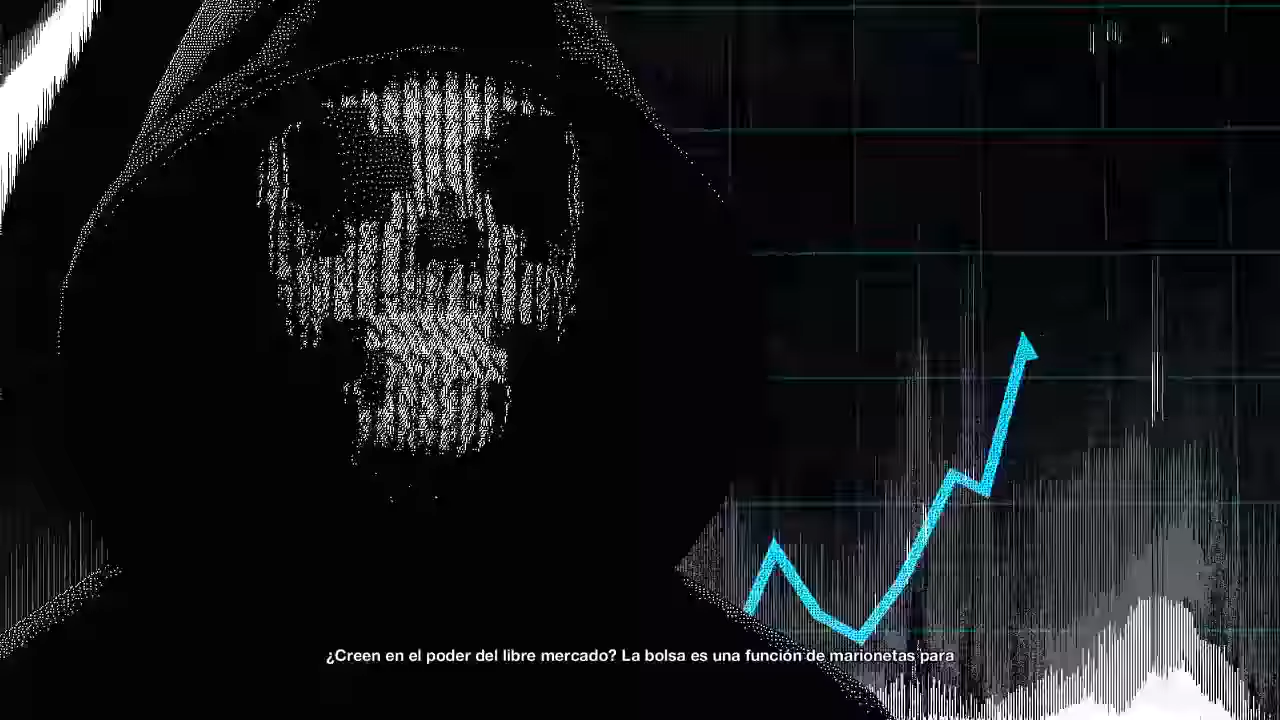 ¿Creen en el poder del libre mercado? La bolsa es una función de marionetas para